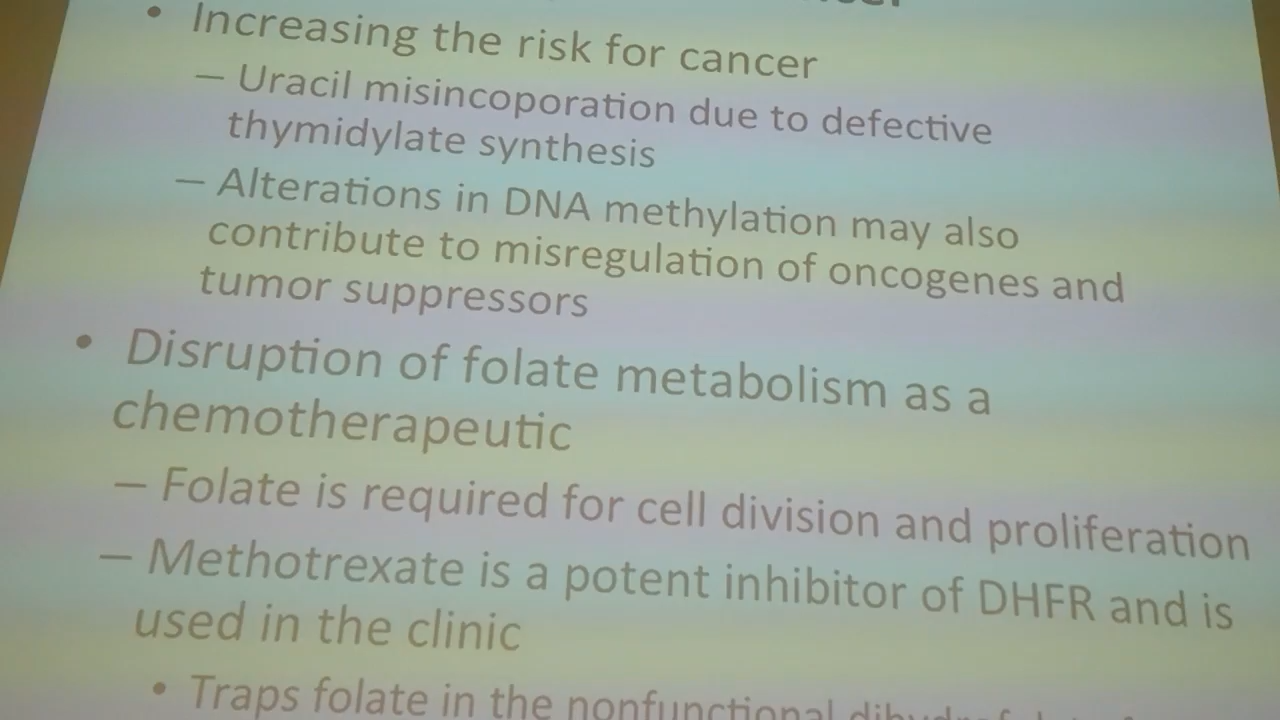 • Increasing the risk for cancer
– Uracil misincoporation due to defective
thymidylate synthesis
– Alterations in DNA methylation may also
contribute to misregulation of oncogenes and
tumor suppressors
• Disruption of folate metabolism as a
chemotherapeutic
– Folate is required for cell division and proliferation
– Methotrexate is a potent inhibitor of DHFR and is
used in the clinic
• Traps folate in the nonfunctional